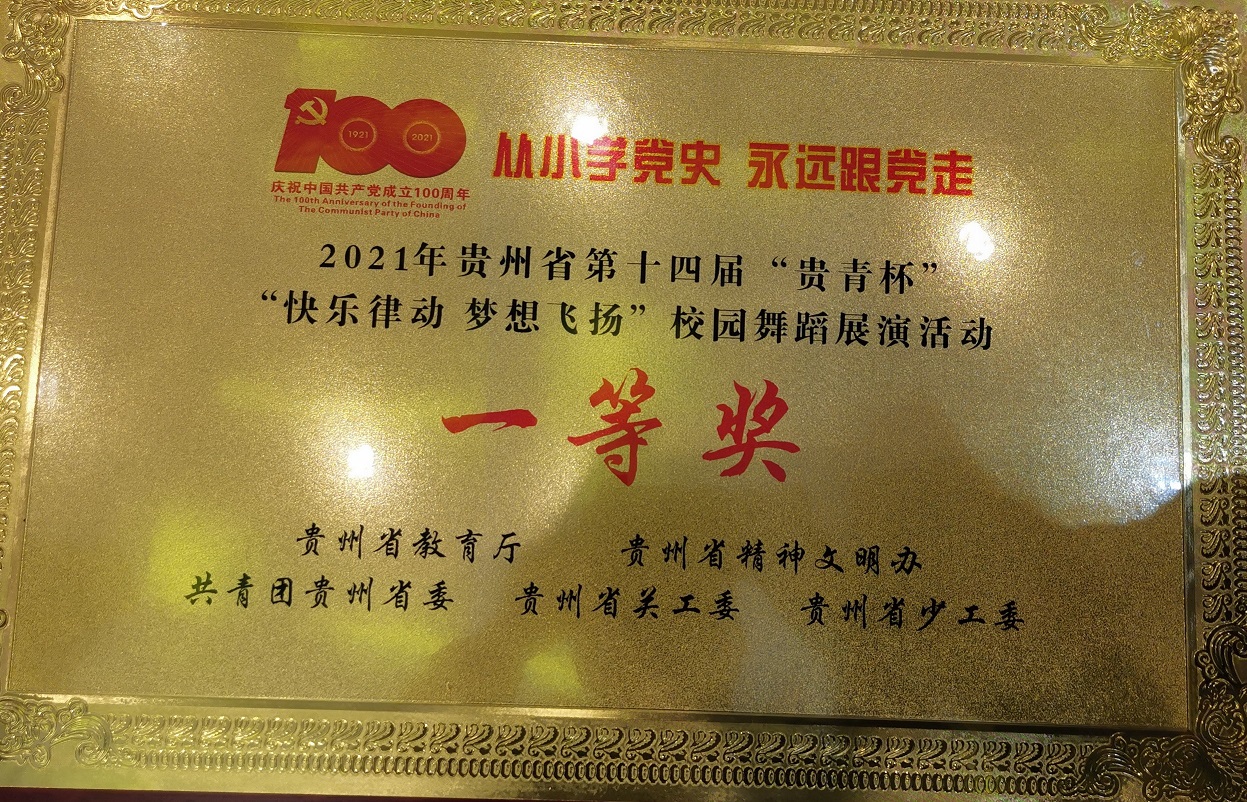 100
1921
2021
庆祝中国共产党成立100周年
The 100th Anniversary of the Founding of
The Communist Party of China
从小学党史 永远跟党走
2021年贵州省第十四届“贵青杯”
“快乐律动 梦想飞扬”校园舞蹈展演活动
一等奖
贵州省教育厅 贵州省精神文明办
共青团贵州省委 贵州省关工委 贵州省少工委